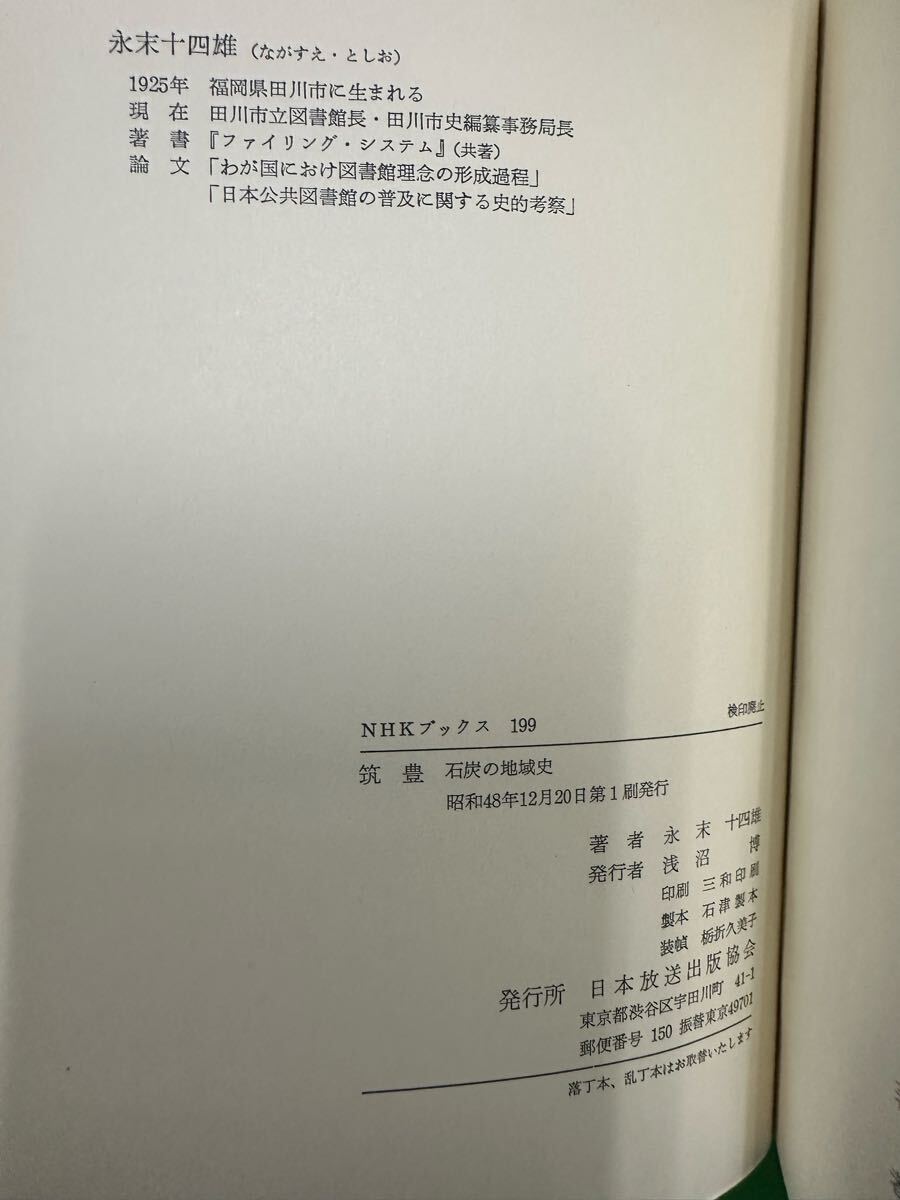 永末十四雄(ながすえ・としお)
1925年 福岡県田川市に生まれる
現在 田川市立図書館長・田川市史編纂事務局長
著書 『ファイリング・システム』(共著)
論文 「わが国におけ図書館理念の形成過程」
「日本公共図書館の普及に関する史的考察」
NHKブックス 199 検印廃止
筑豊 石炭の地域史
昭和48年12月20日第1刷発行
著者 永末 十四雄
発行者 浅沼 博
印刷 三和印刷
製本 石津製本
装幀 栃折久美子
発行所 日本放送出版協会
東京都渋谷区宇田川町 41-1
郵便番号 150 振替東京49701
落丁本、乱丁本はお取替いたします